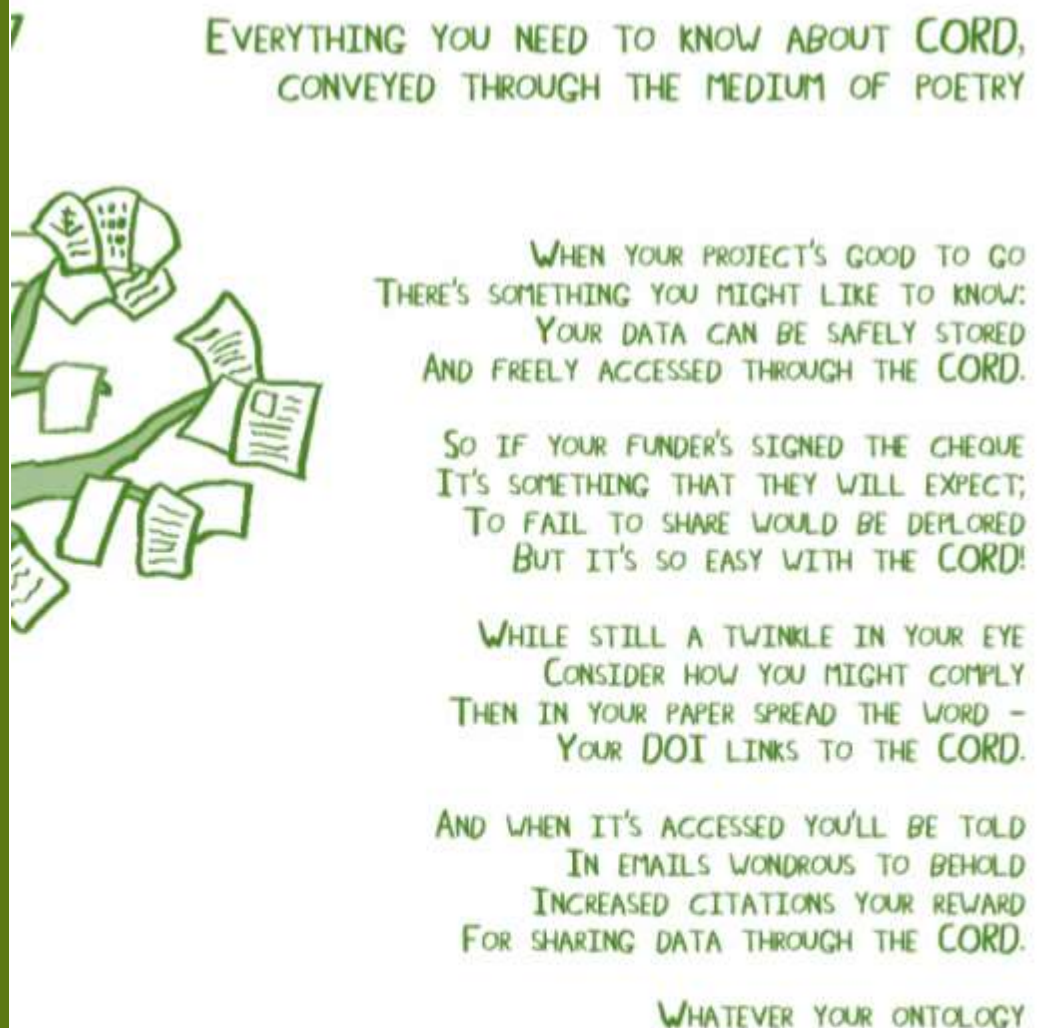 EVERYTHING YOU NEED TO KNOW ABOUT CORD,
CONVEYED THROUGH THE MEDIUM OF POETRY
WHEN YOUR PROJECT'S GOOD TO GO
THERE'S SOMETHING YOU MIGHT LIKE TO KNOW:
YOUR DATA CAN BE SAFELY STORED
AND FREELY ACCESSED THROUGH THE CORD.
SO IF YOUR FUNDER'S SIGNED THE CHEQUE
IT'S SOMETHING THAT THEY WILL EXPECT;
TO FAIL TO SHARE WOULD BE DEPLORED
BUT IT'S SO EASY WITH THE CORD!
WHILE STILL A TWINKLE IN YOUR EYE
CONSIDER HOW YOU MIGHT COMPLY
THEN IN YOUR PAPER SPREAD THE WORD –
YOUR DOI LINKS TO THE CORD.
AND WHEN IT'S ACCESSED YOU'LL BE TOLD
IN EMAILS WONDROUS TO BEHOLD
INCREASED CITATIONS YOUR REWARD
FOR SHARING DATA THROUGH THE CORD.
WHATEVER YOUR ONTOLOGY